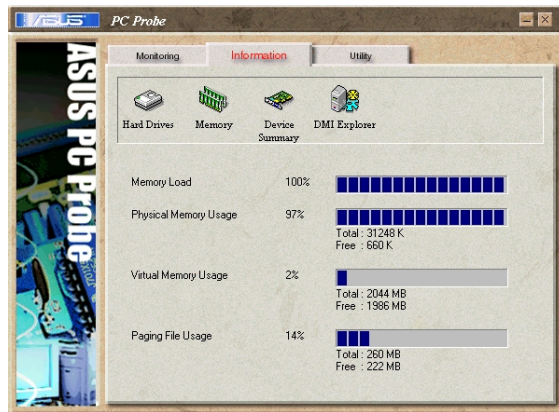 ASUS PC Probe
ASUS PC Probe
Monitoring Information Utility
Hard Drives Memory Device Summary DMI Explorer
Memory Load 100%
Physical Memory Usage 97%
Total : 31248 K
Free : 660 K
Virtual Memory Usage 2%
Total : 2044 MB
Free : 1986 MB
Paging File Usage 14%
Total : 260 MB
Free : 222 MB